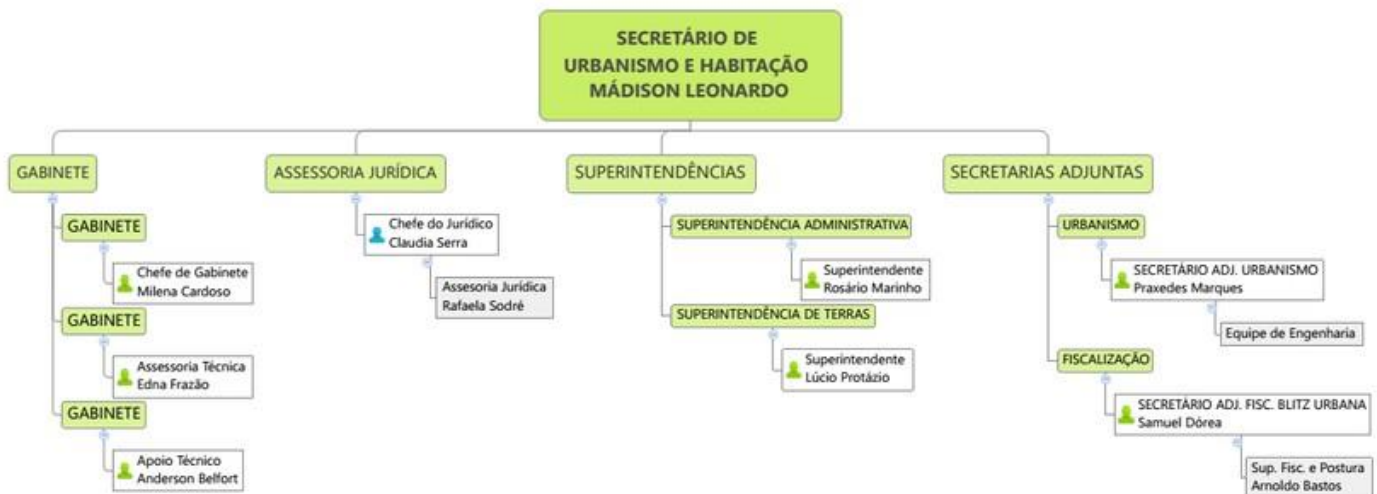 SECRETÁRIO DE
URBANISMO E HABITAÇÃO
MÁDISON LEONARDO
GABINETE
GABINETE
Chefe de Gabinete
Milena Cardoso
GABINETE
Assessoria Técnica
Edna Frazão
GABINETE
Apoio Técnico
Anderson Belfort
ASSESSORIA JURÍDICA
Chefe do Jurídico
Claudia Serra
Assesoria Jurídica
Rafaela Sodré
SUPERINTENDÊNCIAS
SUPERINTENDÊNCIA ADMINISTRATIVA
Superintendente
Rosário Marinho
SUPERINTENDÊNCIA DE TERRAS
Superintendente
Lúcio Protázio
SECRETARIAS ADJUNTAS
URBANISMO
SECRETÁRIO ADJ. URBANISMO
Praxedes Marques
Equipe de Engenharia
FISCALIZAÇÃO
SECRETÁRIO ADJ. FISC. BLITZ URBANA
Samuel Dórea
Sup. Fisc. e Postura
Arnoldo Bastos